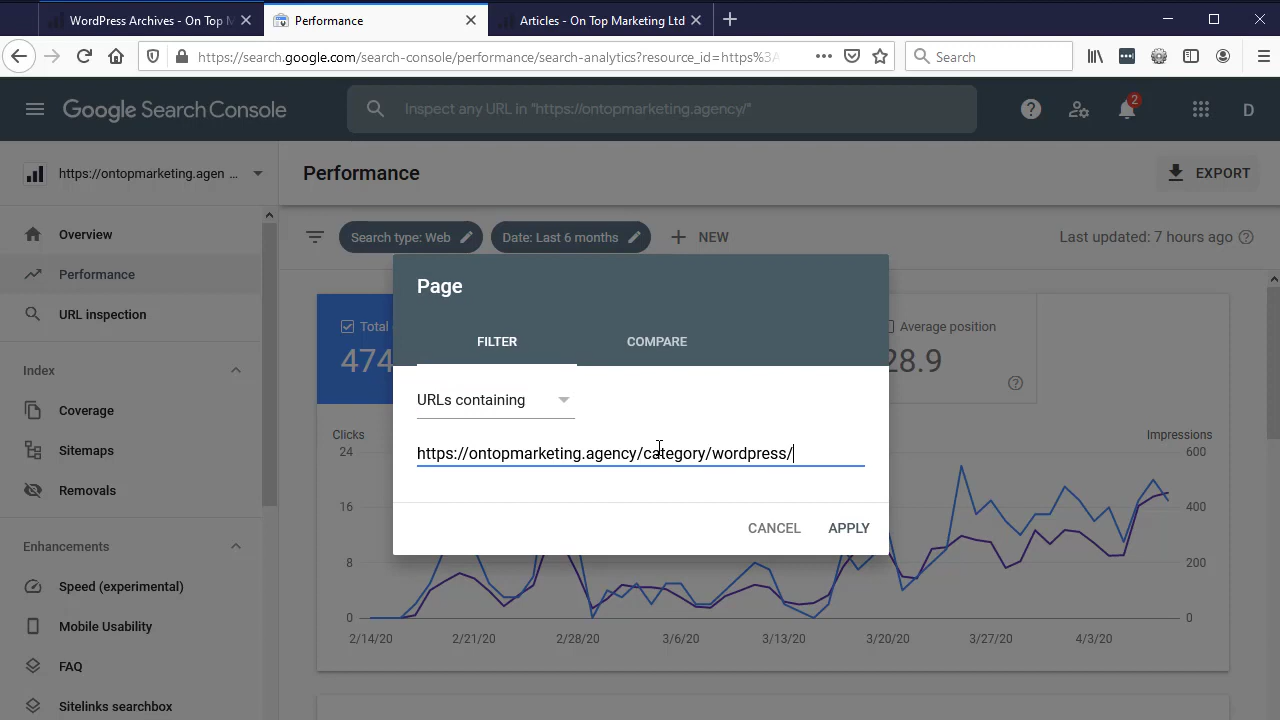 WordPress Archives - On Top M
Performance
Articles - On Top Marketing Ltd
https://search.google.com/search-console/performance/search-analytics?resource_id=https%3A
Search
Google Search Console
Inspect any URL in "https://ontopmarketing.agency/"
2
D
https://ontopmarketing.agen ...
Performance
EXPORT
Overview
Performance
URL inspection
Index
Coverage
Sitemaps
Removals
Enhancements
Speed (experimental)
Mobile Usability
FAQ
Sitelinks searchbox
Search type: Web
Date: Last 6 months
NEW
Last updated: 7 hours ago
Page
FILTER
COMPARE
URLs containing
https://ontopmarketing.agency/category/wordpress/
CANCEL
APPLY
Total
474
Average position
28.9
Clicks
Impressions
24
600
16
400
8
200
0
0
2/14/20
2/21/20
2/28/20
3/6/20
3/13/20
3/20/20
3/27/20
4/3/20